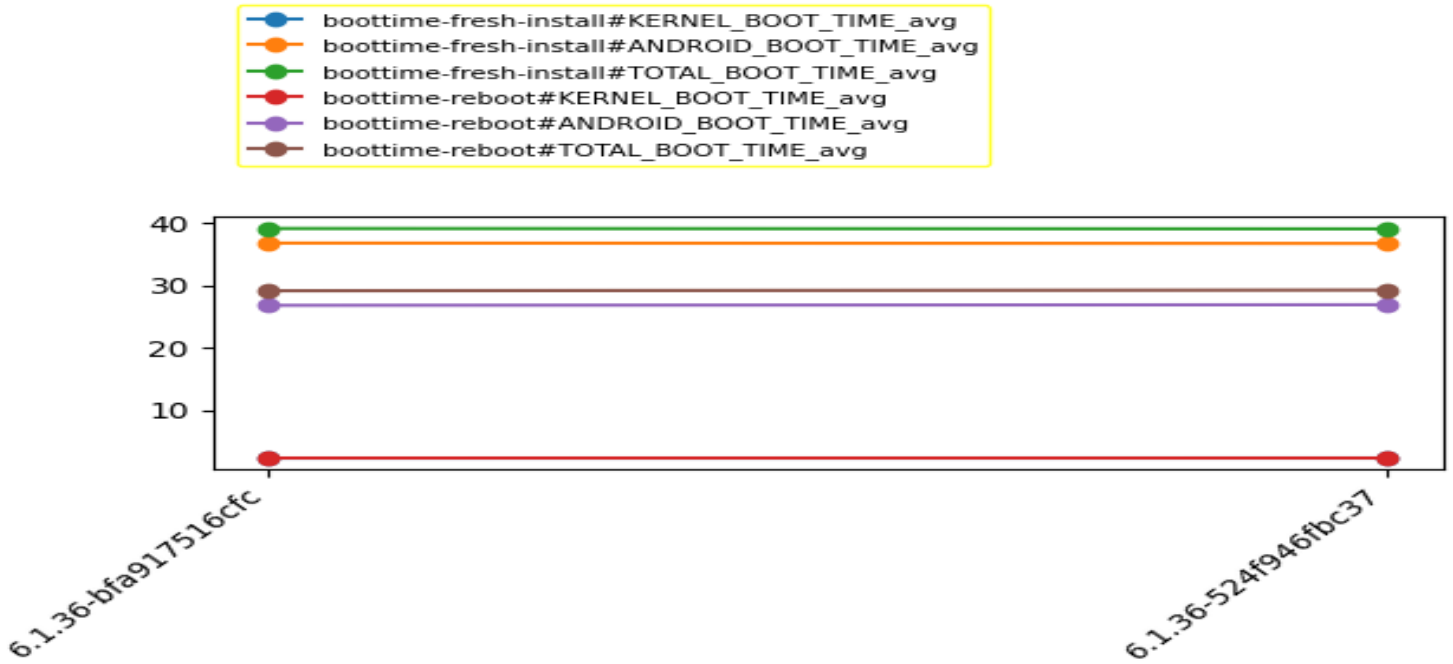 boottime-fresh-install#KERNEL_BOOT_TIME_avg
boottime-fresh-install#ANDROID_BOOT_TIME_avg
boottime-fresh-install#TOTAL_BOOT_TIME_avg
boottime-reboot#KERNEL_BOOT_TIME_avg
boottime-reboot#ANDROID_BOOT_TIME_avg
boottime-reboot#TOTAL_BOOT_TIME_avg
40
30
20
10
6.1.36-bfa917516cfc
6.1.36-524f946fbc37